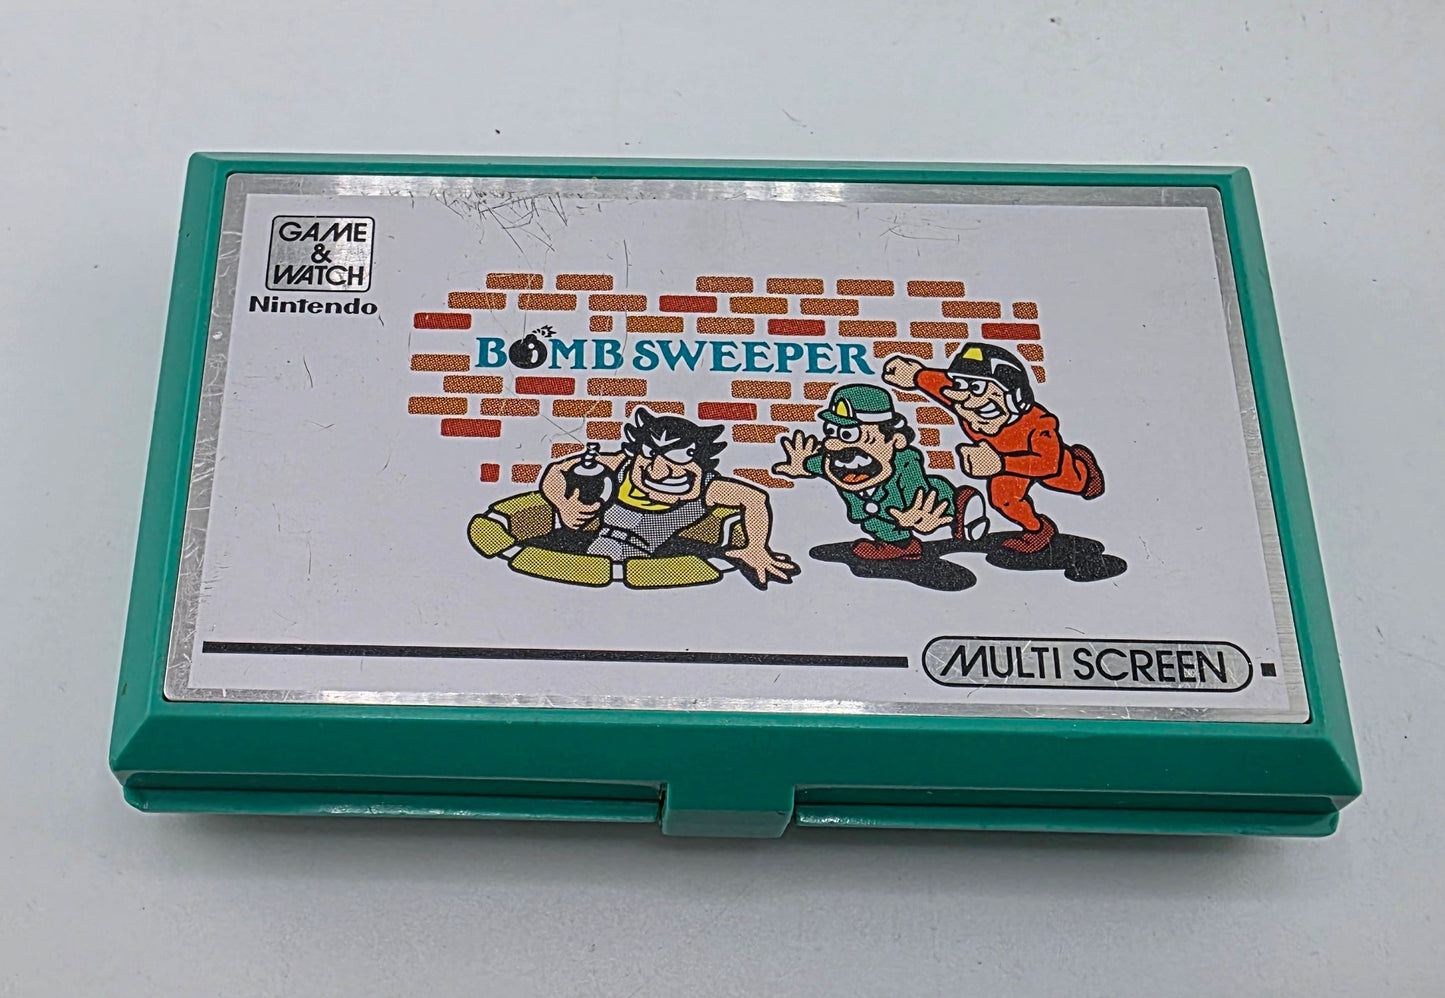 GAME
&
WATCH
Nintendo
BOMB SWEEPER
MULTI SCREEN